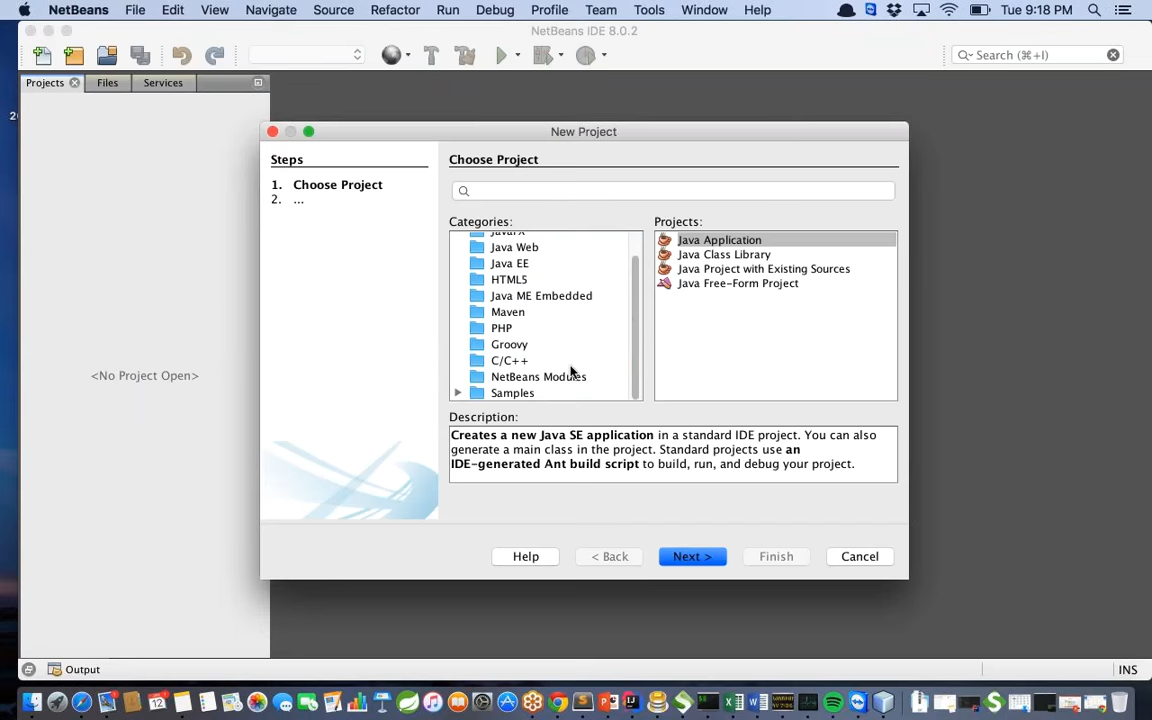 NetBeans File Edit View Navigate Source Refactor Run Debug Profile Team Tools Window Help Tue 9:18 PM
NetBeans IDE 8.0.2
Search (⌘+I)
Projects Files Services
New Project
Steps
Choose Project
1. Choose Project
2. ...
Categories:
Projects:
JavaFX
Java Web
Java EE
HTML5
Java ME Embedded
Maven
PHP
Groovy
C/C++
NetBeans Modules
Samples
Java Application
Java Class Library
Java Project with Existing Sources
Java Free-Form Project
<No Project Open>
Description:
Creates a new Java SE application in a standard IDE project. You can also
generate a main class in the project. Standard projects use an
IDE-generated Ant build script to build, run, and debug your project.
Help < Back Next > Finish Cancel
Output
INS